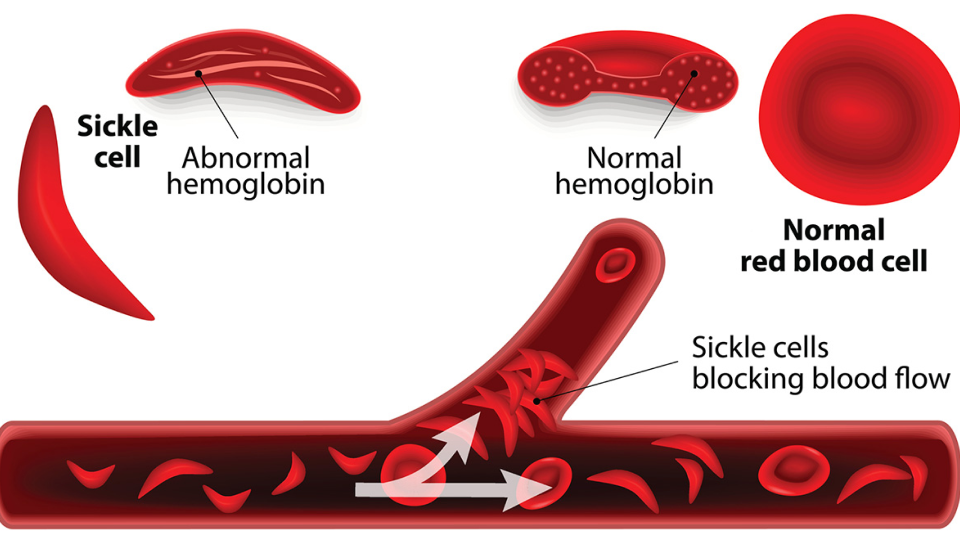 Sickle
cell
Abnormal
hemoglobin
Normal
hemoglobin
Normal
red blood cell
Sickle cells
blocking blood flow